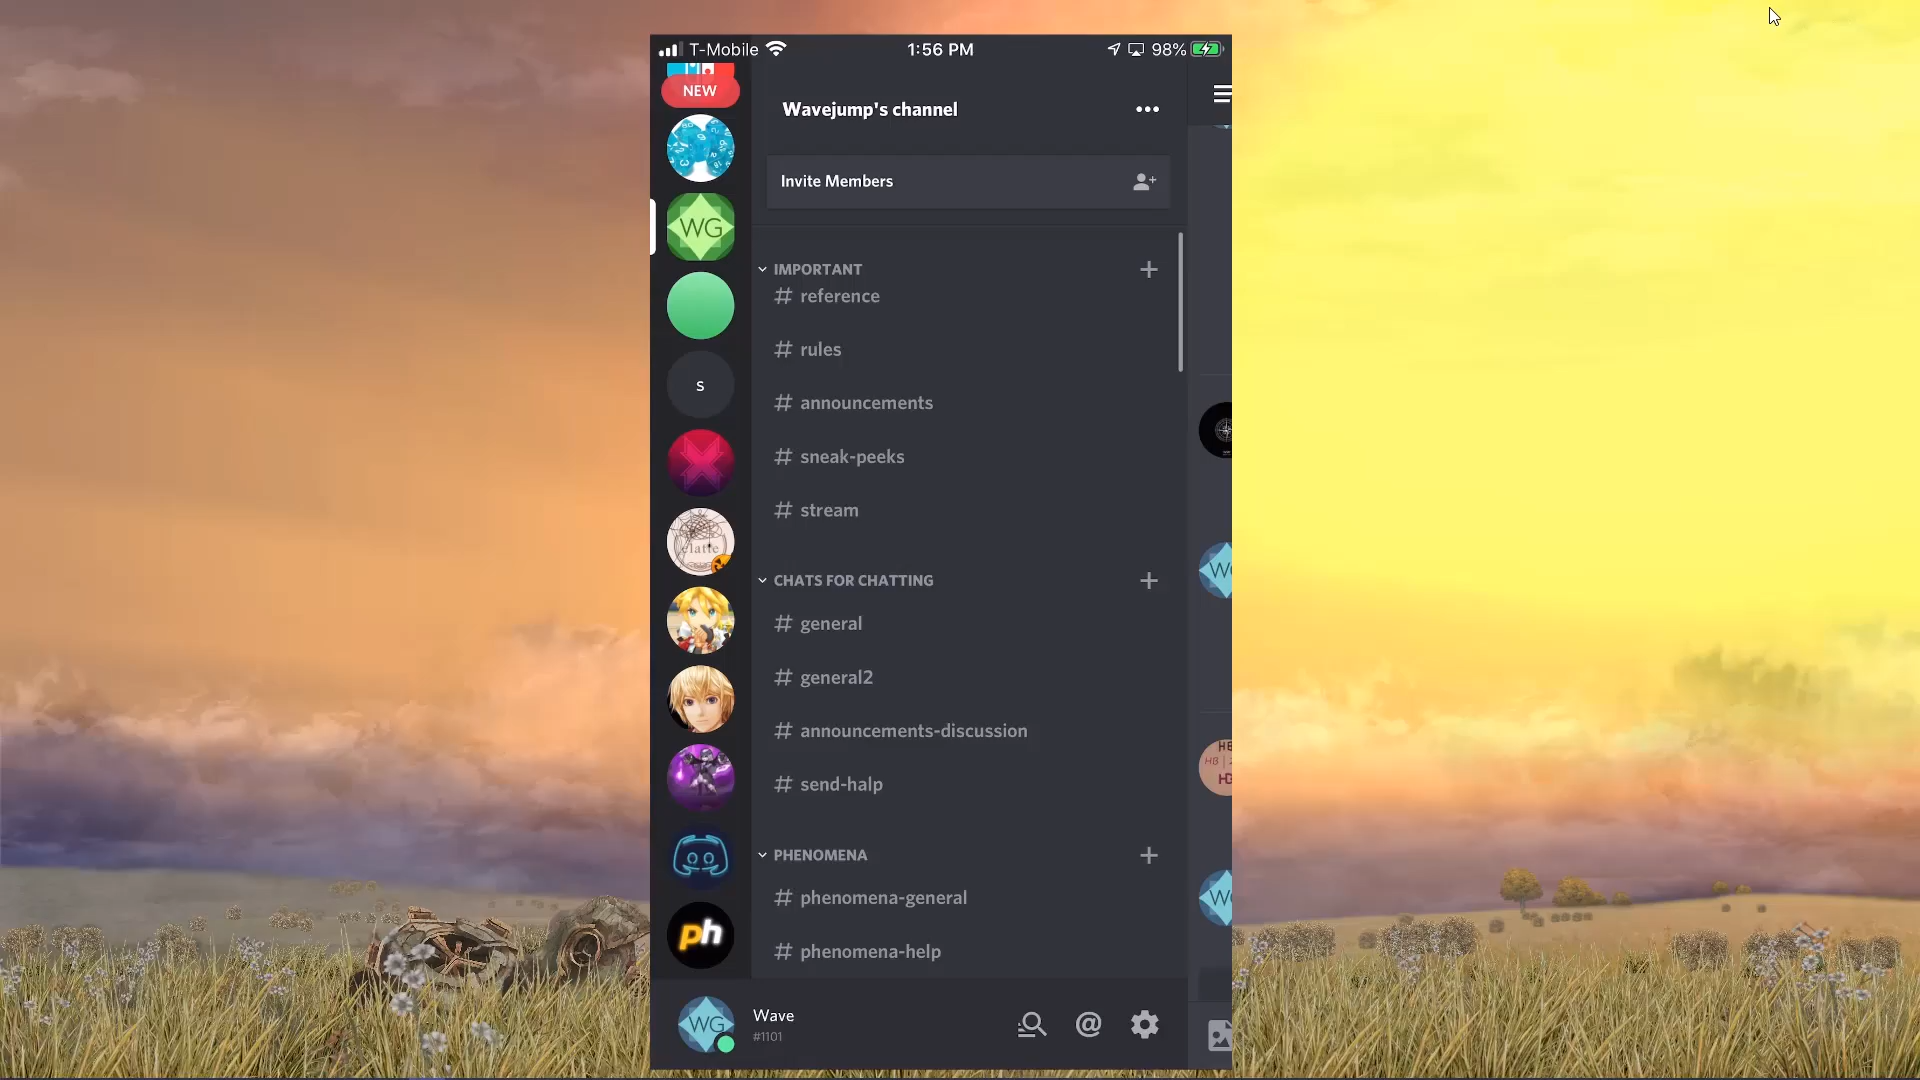 T-Mobile 1:56 PM 98%
NEW
Wavejump's channel
Invite Members
WG
IMPORTANT
# reference
# rules
# announcements
# sneak-peeks
# stream
s
CHATS FOR CHATTING
# general
# general2
# announcements-discussion
# send-halp
PHENOMENA
# phenomena-general
# phenomena-help
ph
WG
Wave
#1101
@